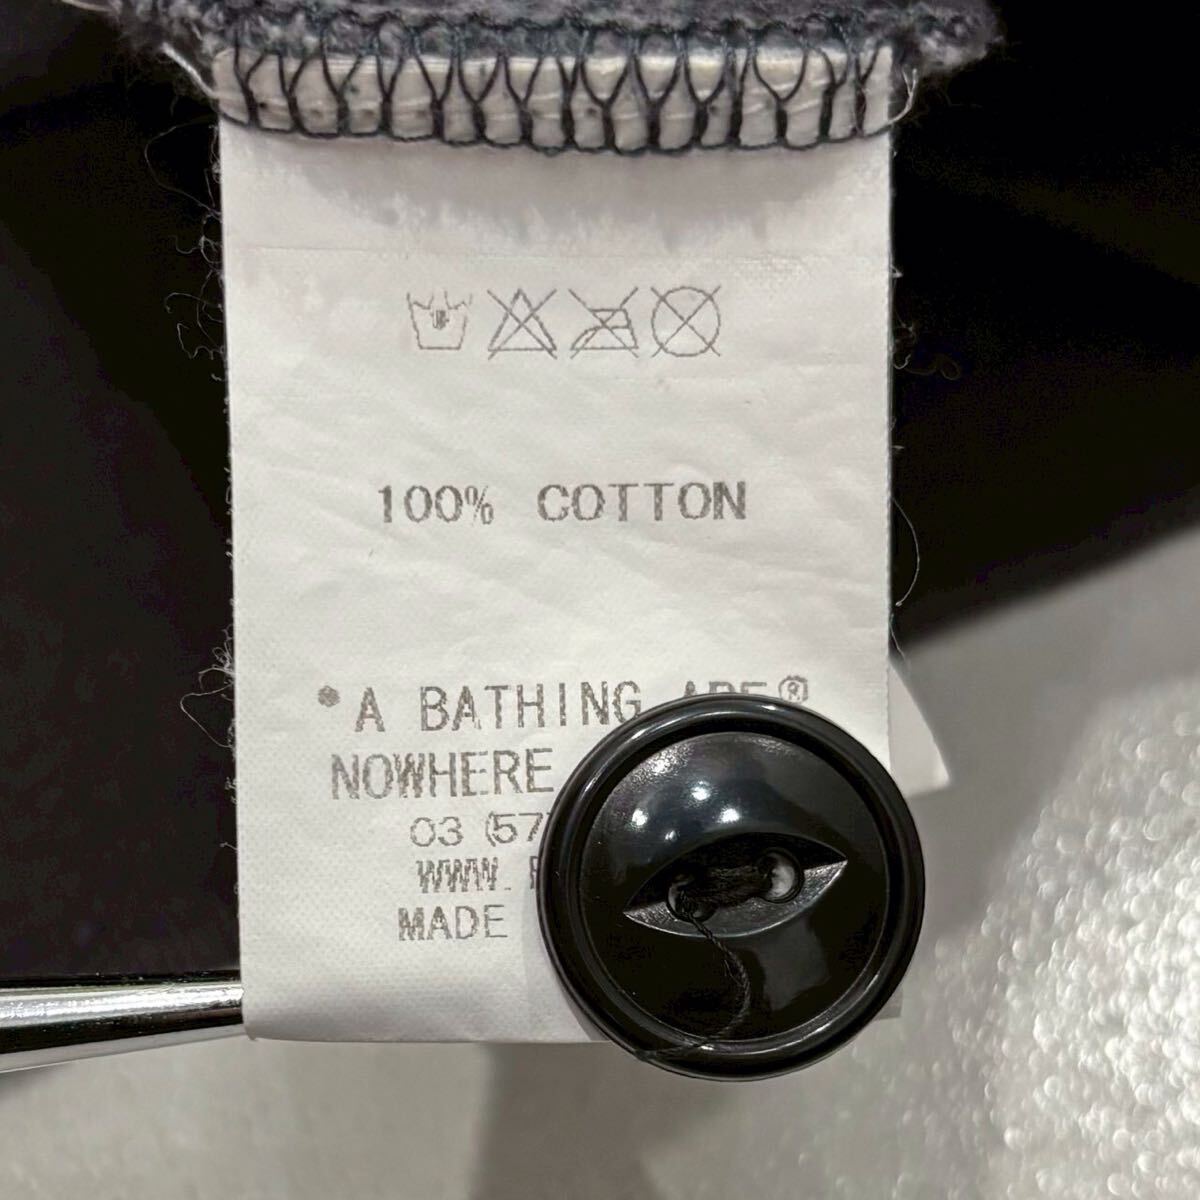 100% COTTON
*A BATHING APE®
NOWHERE
03 (57
WWW.
MADE